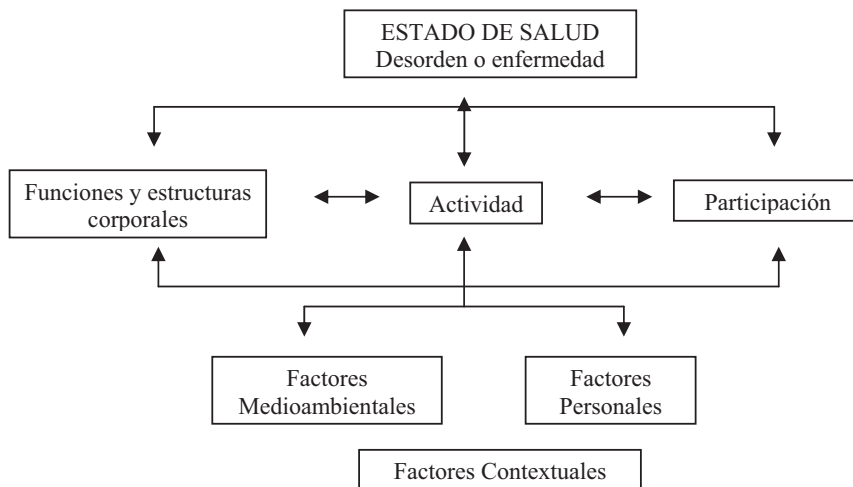 ESTADO DE SALUD
Desorden o enfermedad
Funciones y estructuras
corporales
Actividad
Participación
Factores
Medioambientales
Factores
Personales
Factores Contextuales